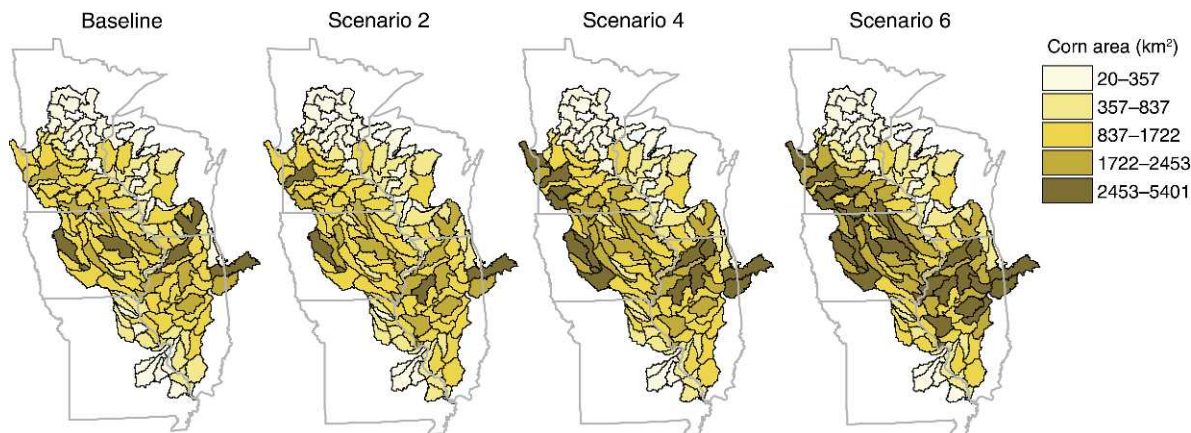 Baseline
Scenario 2
Scenario 4
Scenario 6
Corn area (km²)
20–357
357–837
837–1722
1722–2453
2453–5401